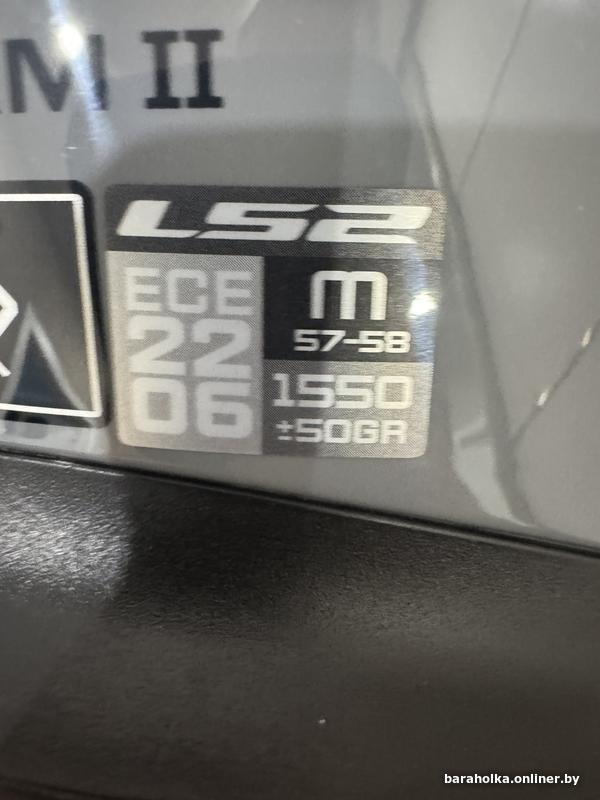 II
LS2
ECE
22
06
M
57-58
1550
±50GR
baraholka.onliner.by